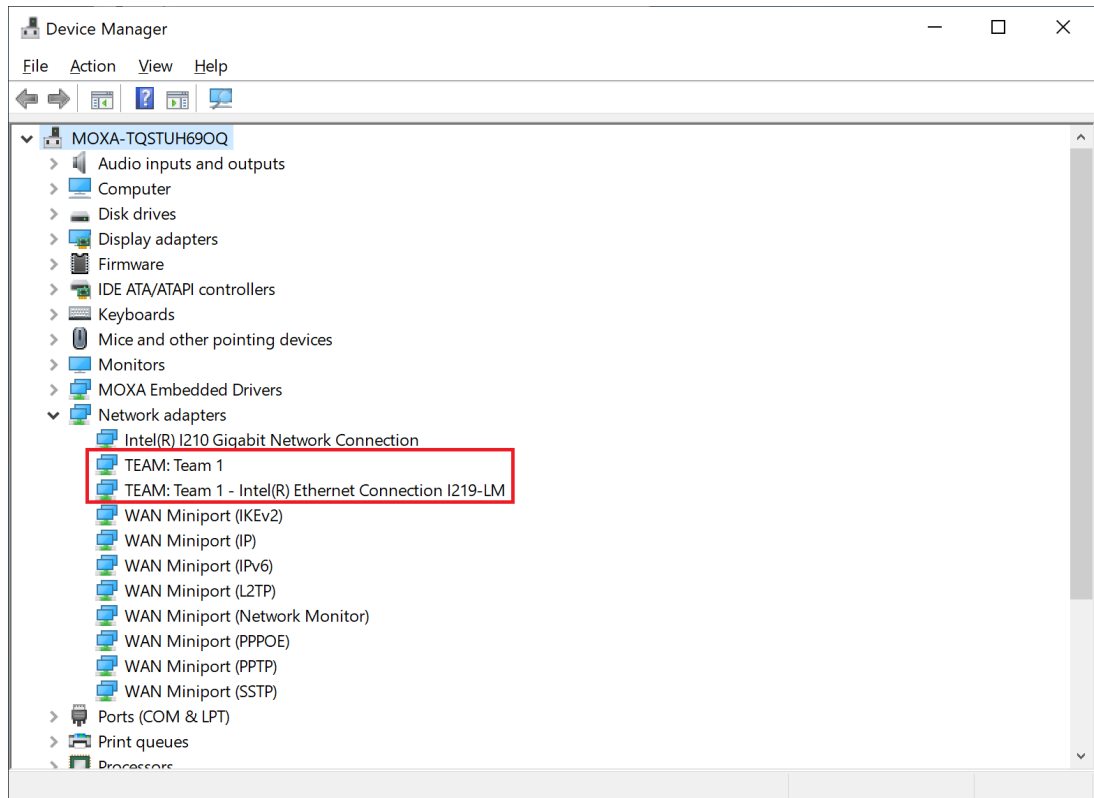 Device Manager
File Action View Help
MOXA-TQSTUH69OQ
Audio inputs and outputs
Computer
Disk drives
Display adapters
Firmware
IDE ATA/ATAPI controllers
Keyboards
Mice and other pointing devices
Monitors
MOXA Embedded Drivers
Network adapters
Intel(R) I210 Gigabit Network Connection
TEAM: Team 1
TEAM: Team 1 - Intel(R) Ethernet Connection I219-LM
WAN Miniport (IKEv2)
WAN Miniport (IP)
WAN Miniport (IPv6)
WAN Miniport (L2TP)
WAN Miniport (Network Monitor)
WAN Miniport (PPPOE)
WAN Miniport (PPTP)
WAN Miniport (SSTP)
Ports (COM & LPT)
Print queues
Processors